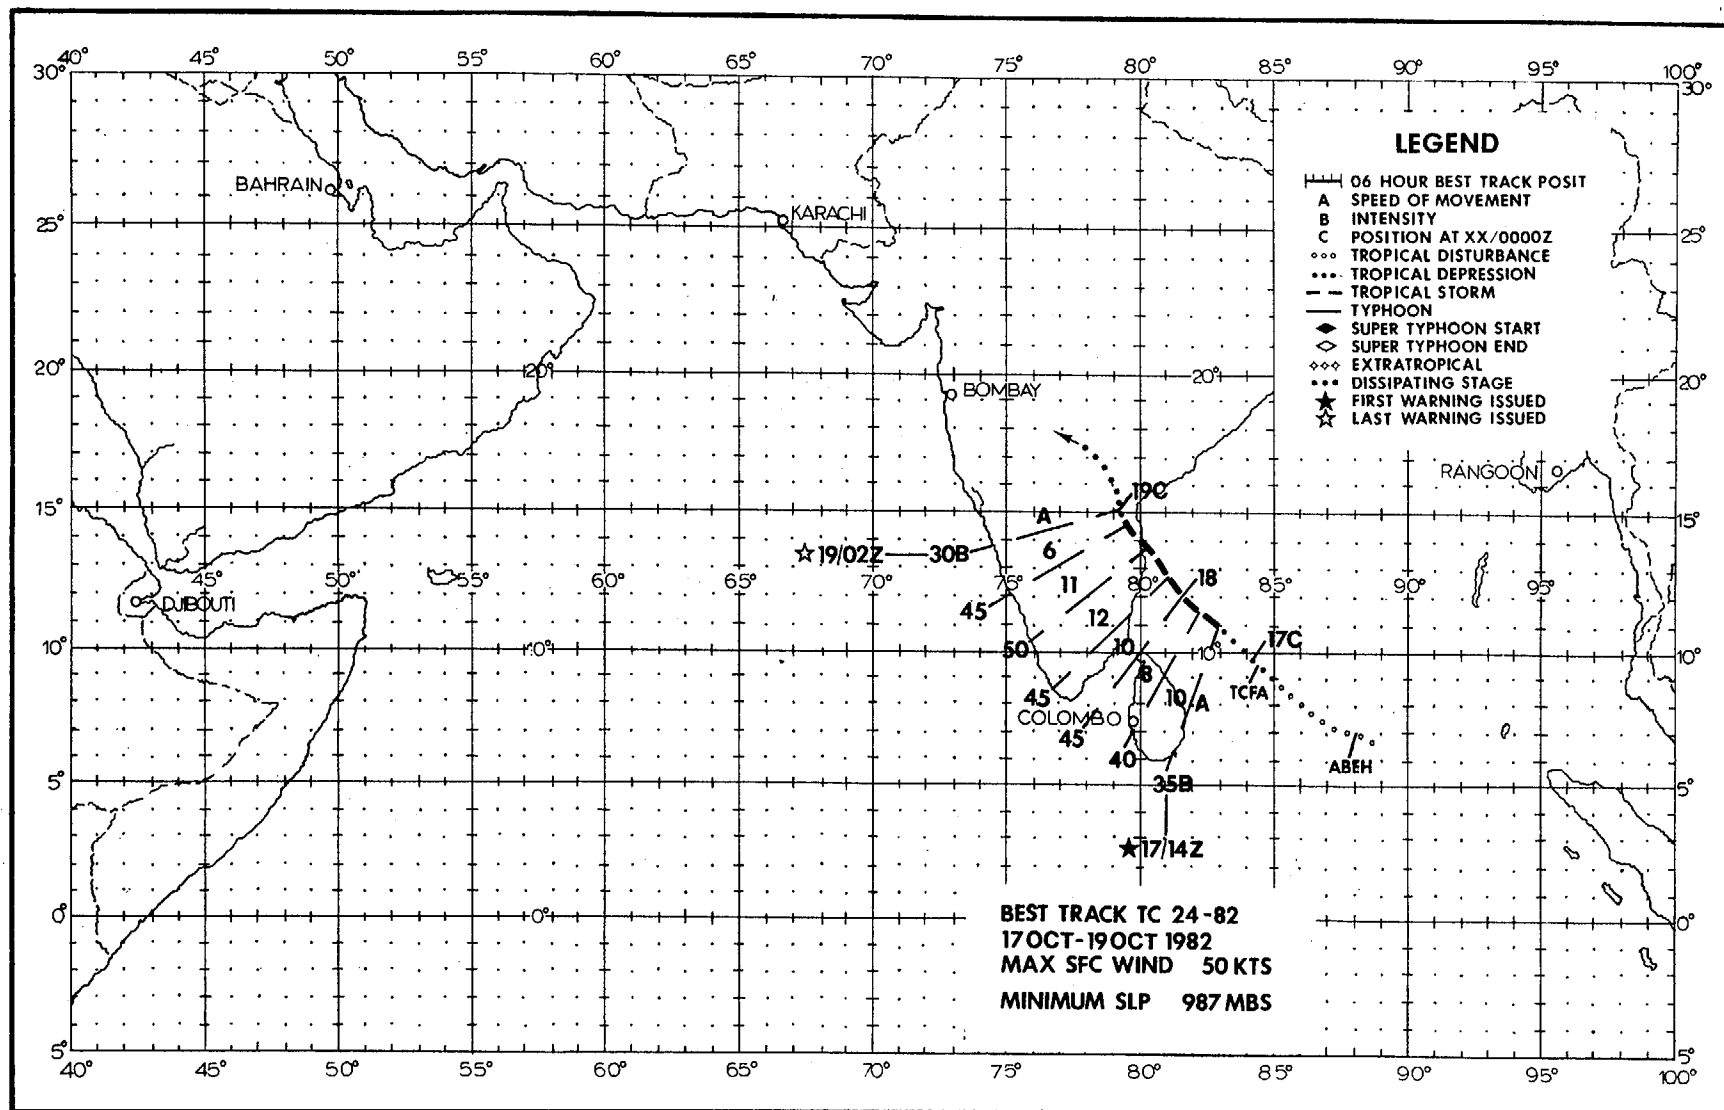 40° 45° 50° 55° 60° 65° 70° 75° 80° 85° 90° 95° 100°
30° 30°
LEGEND
06 HOUR BEST TRACK POSIT
A SPEED OF MOVEMENT
B INTENSITY
C POSITION AT XX/0000Z
TROPICAL DISTURBANCE
TROPICAL DEPRESSION
TROPICAL STORM
TYPHOON
SUPER TYPHOON START
SUPER TYPHOON END
EXTRATROPICAL
DISSIPATING STAGE
FIRST WARNING ISSUED
LAST WARNING ISSUED
BAHRAIN
KARACHI
25° 25°
20° 20° 20° 20°
BOMBAY
RANGOON
19C
15° 15°
A
19/02Z 30B
6
45° 50° 55° 60° 65° 70° 75° 80° 95°
11
18
DJIBOUTI
45
12
50
10
10° 10° 10° 10°
17C
8
TCFA
45
10
A
COLOMBO
45
40
ABEH
5° 5°
35B
17/14Z
0° 0° 0°
BEST TRACK TC 24-82
17 OCT-19 OCT 1982
MAX SFC WIND 50 KTS
MINIMUM SLP 987 MBS
5° 5°
40° 45° 50° 55° 60° 65° 70° 75° 80° 85° 90° 95° 100°